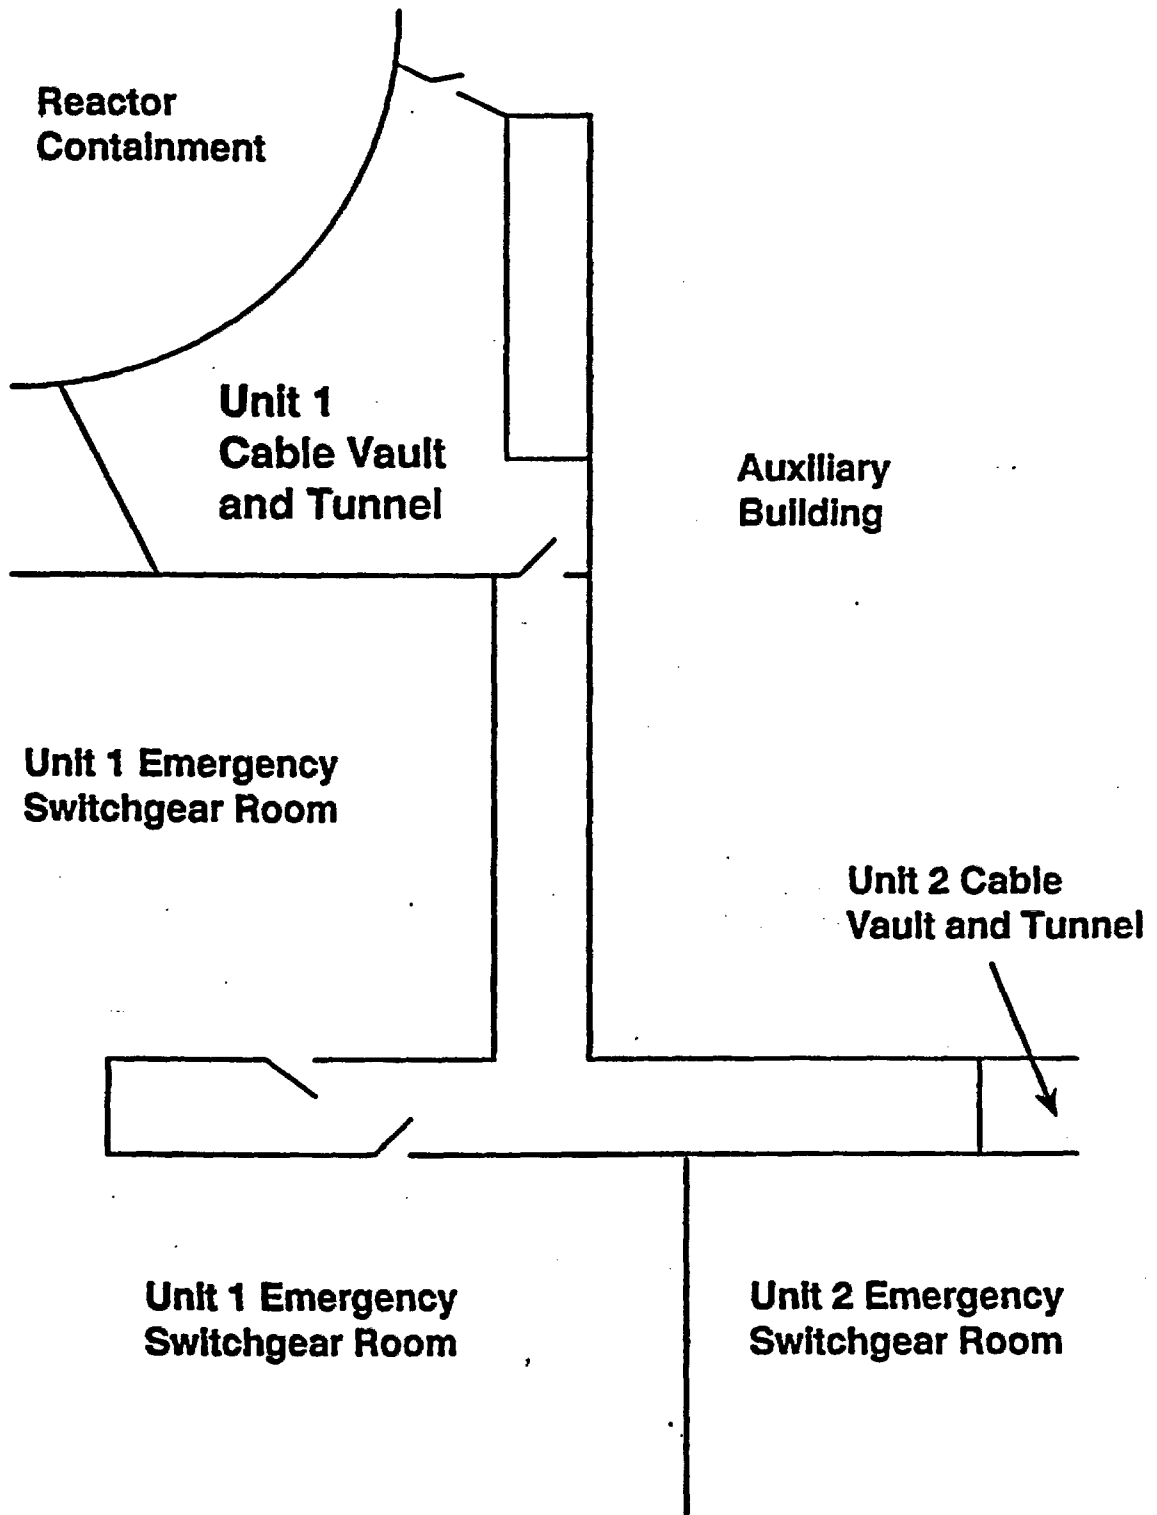 Reactor
Containment
Unit 1
Cable Vault
and Tunnel
Auxiliary
Building
Unit 1 Emergency
Switchgear Room
Unit 2 Cable
Vault and Tunnel
Unit 1 Emergency
Switchgear Room
Unit 2 Emergency
Switchgear Room